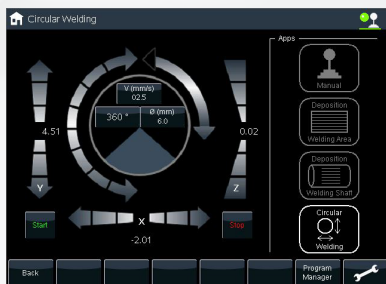 Circular Welding
Apps
Manual
Deposition
Welding Area
Deposition
Welding Shaft
Circular
Welding
V (mm/s)
02.5
360 °
Ø (mm)
6.0
4.51
0.02
Y
Z
Start
X
Stop
-2.01
Back
Program
Manager